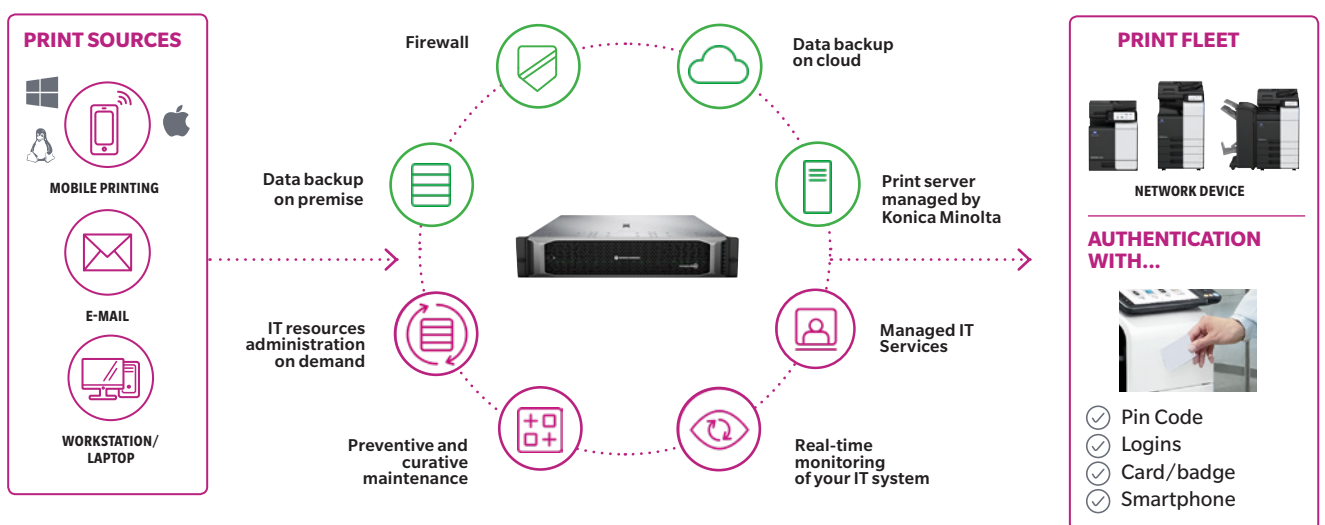 PRINT SOURCES
MOBILE PRINTING
E-MAIL
WORKSTATION/
LAPTOP
Firewall
Data backup
on cloud
Data backup
on premise
Print server
managed by
Konica Minolta
IT resources
administration
on demand
Managed IT
Services
Preventive and
curative
maintenance
Real-time
monitoring
of your IT system
PRINT FLEET
NETWORK DEVICE
AUTHENTICATION
WITH...
Pin Code
Logins
Card/badge
Smartphone